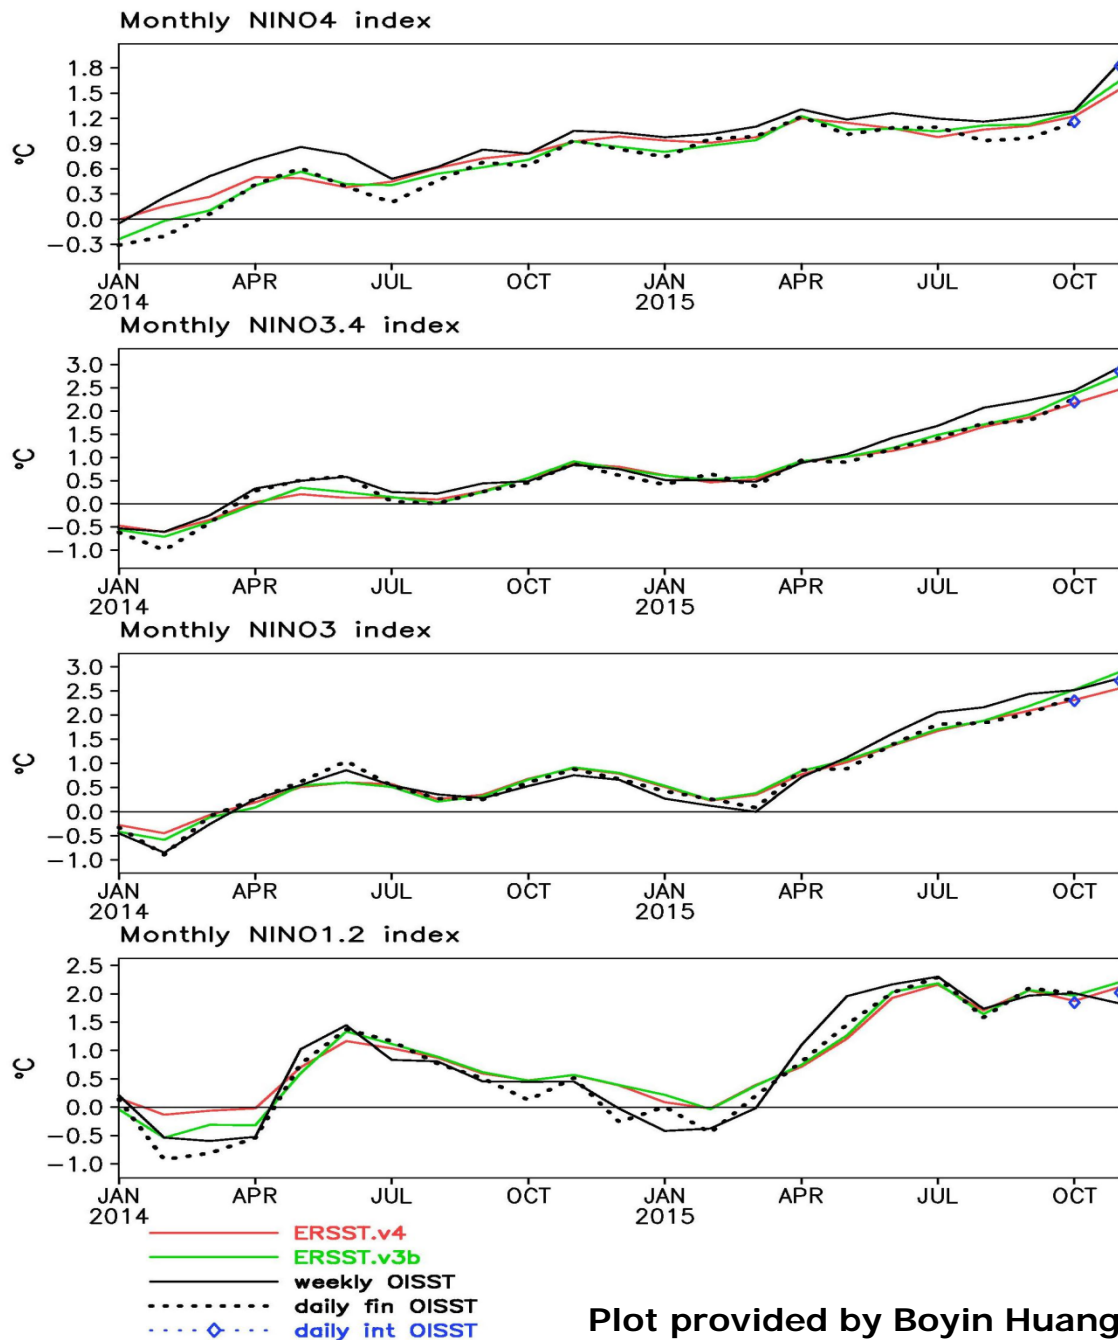 Monthly NINO4 index
°C
1.8
1.5
1.2
0.9
0.6
0.3
0.0
−0.3
JAN APR JUL OCT JAN APR JUL OCT
2014 2015
Monthly NINO3.4 index
°C
3.0
2.5
2.0
1.5
1.0
0.5
0.0
−0.5
−1.0
JAN APR JUL OCT JAN APR JUL OCT
2014 2015
Monthly NINO3 index
°C
3.0
2.5
2.0
1.5
1.0
0.5
0.0
−0.5
−1.0
JAN APR JUL OCT JAN APR JUL OCT
2014 2015
Monthly NINO1.2 index
°C
2.5
2.0
1.5
1.0
0.5
0.0
−0.5
−1.0
JAN APR JUL OCT JAN APR JUL OCT
2014 2015
ERSST.v4
ERSST.v3b
weekly OISST
daily fin OISST
daily int OISST
Plot provided by Boyin Huang